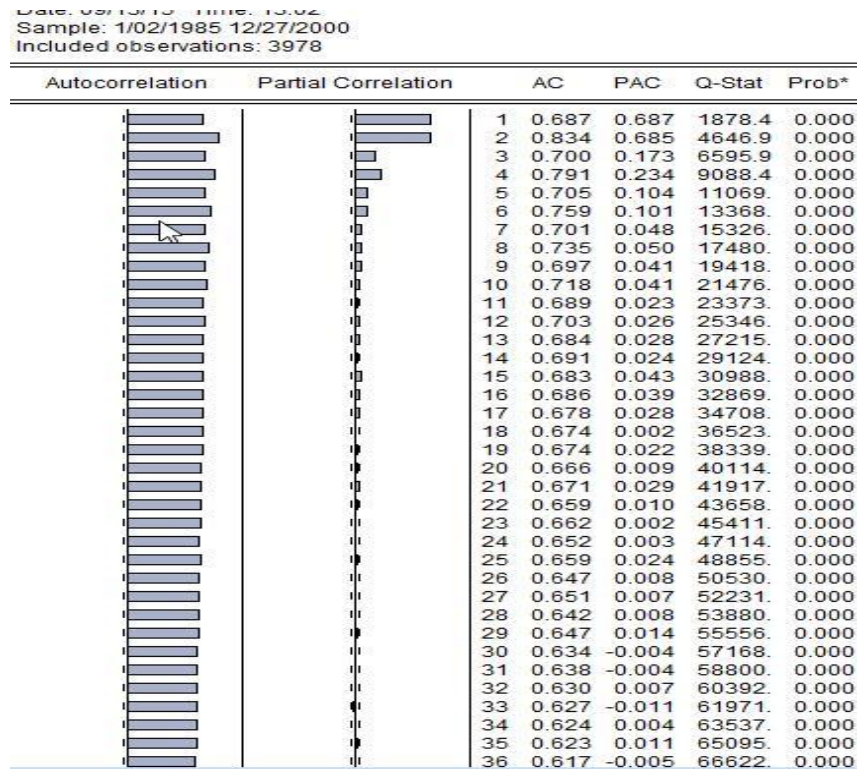 Sample: 1/02/1985 12/27/2000
Included observations: 3978
Autocorrelation Partial Correlation AC PAC Q-Stat Prob*
1 0.687 0.687 1878.4 0.000
2 0.834 0.685 4646.9 0.000
3 0.700 0.173 6595.9 0.000
4 0.791 0.234 9088.4 0.000
5 0.705 0.104 11069. 0.000
6 0.759 0.101 13368. 0.000
7 0.701 0.048 15326. 0.000
8 0.735 0.050 17480. 0.000
9 0.697 0.041 19418. 0.000
10 0.718 0.041 21476. 0.000
11 0.689 0.023 23373. 0.000
12 0.703 0.026 25346. 0.000
13 0.684 0.028 27215. 0.000
14 0.691 0.024 29124. 0.000
15 0.683 0.043 30988. 0.000
16 0.686 0.039 32869. 0.000
17 0.678 0.028 34708. 0.000
18 0.674 0.002 36523. 0.000
19 0.674 0.022 38339. 0.000
20 0.666 0.009 40114. 0.000
21 0.671 0.029 41917. 0.000
22 0.659 0.010 43658. 0.000
23 0.662 0.002 45411. 0.000
24 0.652 0.003 47114. 0.000
25 0.659 0.024 48855. 0.000
26 0.647 0.008 50530. 0.000
27 0.651 0.007 52231. 0.000
28 0.642 0.008 53880. 0.000
29 0.647 0.014 55556. 0.000
30 0.634 -0.004 57168. 0.000
31 0.638 -0.004 58800. 0.000
32 0.630 0.007 60392. 0.000
33 0.627 -0.011 61971. 0.000
34 0.624 0.004 63537. 0.000
35 0.623 0.011 65095. 0.000
36 0.617 -0.005 66622. 0.000